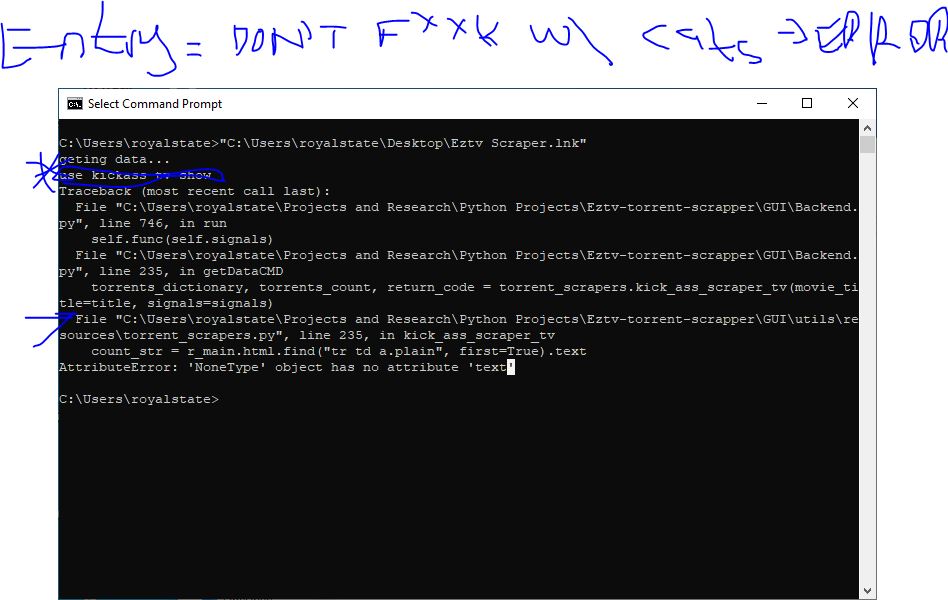 Entry = DON'T F**K W\ cats → ERROR
Select Command Prompt
C:\Users\royalstate>"C:\Users\royalstate\Desktop\Eztv Scraper.lnk"
geting data...
use kickass tv show
Traceback (most recent call last):
File "C:\Users\royalstate\Projects and Research\Python Projects\Eztv-torrent-scrapper\GUI\Backend.
py", line 746, in run
self.func(self.signals)
File "C:\Users\royalstate\Projects and Research\Python Projects\Eztv-torrent-scrapper\GUI\Backend.
py", line 235, in getDataCMD
torrents_dictionary, torrents_count, return_code = torrent_scrapers.kick_ass_scraper_tv(movie_ti
tle=title, signals=signals)
File "C:\Users\royalstate\Projects and Research\Python Projects\Eztv-torrent-scrapper\GUI\utils\re
sources\torrent_scrapers.py", line 235, in kick_ass_scraper_tv
count_str = r_main.html.find("tr td a.plain", first=True).text
AttributeError: 'NoneType' object has no attribute 'text'
C:\Users\royalstate>